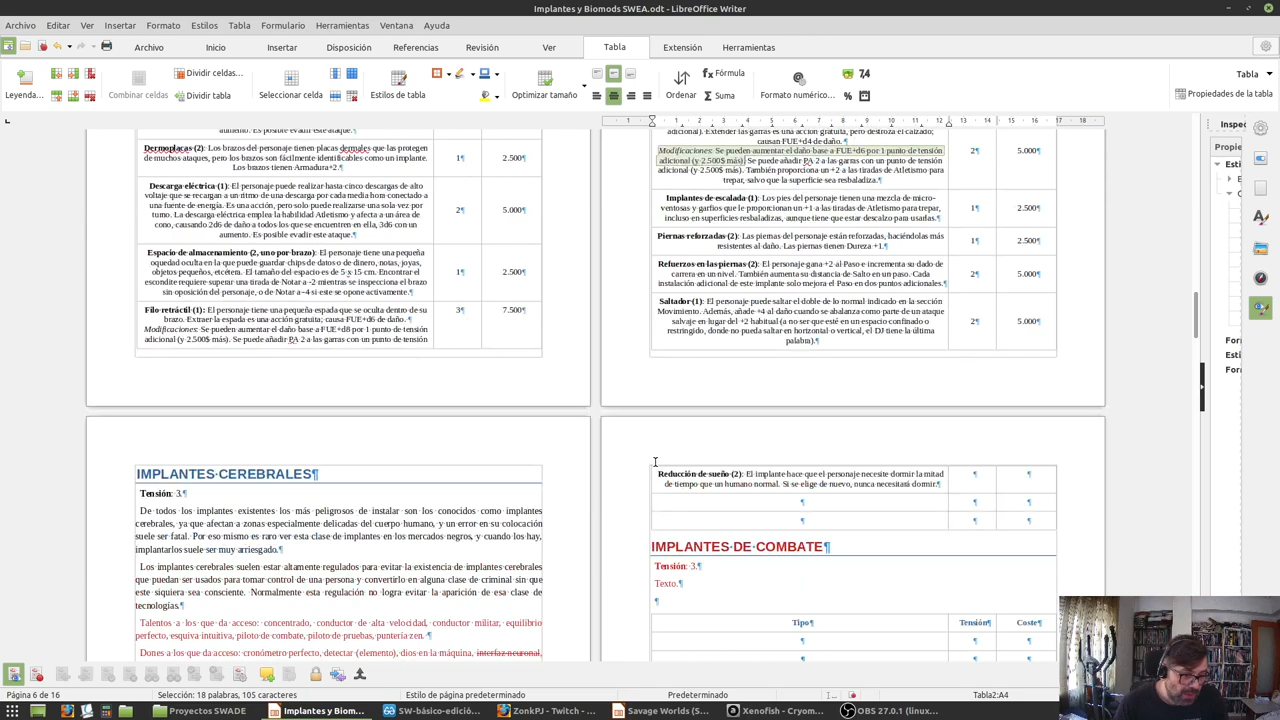 Implantes y Biomods SWEA.odt - LibreOffice Writer
Archivo Editar Ver Insertar Formato Estilos Tabla Formulario Herramientas Ventana Ayuda
Archivo Inicio Insertar Disposición Referencias Revisión Ver Tabla Extensión Herramientas
Leyenda... Dividir celdas... Combinar celdas Dividir tabla Seleccionar celda Estilos de tabla Optimizar tamaño Ordenar Fórmula Suma Formato numérico... Tabla
Propiedades de la tabla
aumento. Es posible evadir este ataque.¶
Dermoplacas (2): Los brazos del personaje tienen placas dermales que las protegen
de muchos ataques, pero los brazos son fácilmente identificables como un implante.
Los brazos tienen Armadura+2.¶
1¶ 2.500¶
Descarga eléctrica (1): El personaje puede realizar hasta cinco descargas de alto
voltaje que se recargan a un ritmo de una descarga por cada media hora conectado a
una fuente de energía. Es una acción, pero solo puede realizarse una sola vez por
turno. La descarga eléctrica emplea la habilidad Atletismo y afecta a un área de
cono, causando 2d6 de daño a todos los que se encuentren en ella, 3d6 con un
aumento. Es posible evadir este ataque.¶
2¶ 5.000¶
Espacio de almacenamiento (2, uno por brazo): El personaje tiene una pequeña
oquedad oculta en la que puede guardar chips de datos o de dinero, notas, joyas,
objetos pequeños, etcétera. El tamaño del espacio es de 5 x 15 cm. Encontrar el
escondite requiere superar una tirada de Notar a -2 mientras se inspecciona el brazo
sin oposición del personaje, o de Notar a–4 si este se opone activamente.¶
1¶ 2.500¶
Filo retráctil (1): El personaje tiene una pequeña espada que se oculta dentro de su
brazo. Extraer la espada es una acción gratuita; causa FUE+d6 de daño. ¶
Modificaciones: Se pueden aumentar el daño base a FUE+d8 por 1 punto de tensión
adicional (y 2.500$ más). Se puede añadir PA 2 a las garras con un punto de tensión
3¶ 7.500¶
adicional). Extender las garras es una acción gratuita, pero destroza el calzado;
causan FUE+d4 de daño.¶
Modificaciones: Se pueden aumentar el daño base a FUE+d6 por 1 punto de tensión
adicional (y 2.500$ más). Se puede añadir PA 2 a las garras con un punto de tensión
adicional (y 2.500$ más). También proporciona un +2 a las tiradas de Atletismo para
trepar, salvo que la superficie sea resbaladiza.¶
2¶ 5.000¶
Implantes de escalada (1): Los pies del personaje tienen una mezcla de micro-
ventosas y garfios que le proporcionan un +1 a las tiradas de Atletismo para trepar,
incluso en superficies resbaladizas, aunque tiene que estar descalzo para usarlas.¶
1¶ 2.500¶
Piernas reforzadas (2): Las piernas del personaje están reforzadas, haciéndolas más
resistentes al daño. Las piernas tienen Dureza +1.¶
1¶ 2.500¶
Refuerzos en las piernas (2): El personaje gana +2 al Paso e incrementa su dado de
carrera en un nivel. También aumenta su distancia de Salto en un paso. Cada
instalación adicional de este implante solo mejora el Paso en dos puntos adicionales.¶
2¶ 5.000¶
Saltador (1): El personaje puede saltar el doble de lo normal indicado en la sección
Movimiento. Además, añade +4 al daño cuando se abalanza como parte de un ataque
salvaje en lugar del +2 habitual (a no ser que esté en un espacio confinado o
restringido, donde no pueda saltar en horizontal o vertical, el DJ tiene la última
palabra).¶
2¶ 5.000¶
IMPLANTES CEREBRALES¶
Tensión: 3.¶
De todos los implantes existentes los más peligrosos de instalar son los conocidos como implantes
cerebrales, ya que afectan a zonas especialmente delicadas del cuerpo humano, y un error en su colocación
suele ser fatal. Por eso mismo es raro ver esta clase de implantes en los mercados negros, y cuando los hay,
implantarlos suele ser muy arriesgado.¶
Los implantes cerebrales suelen estar altamente regulados para evitar la existencia de implantes cerebrales
que puedan ser usados para tomar control de una persona y convertirlo en alguna clase de criminal sin que
este siquiera sea consciente. Normalmente esta regulación no logra evitar la aparición de esa clase de
tecnologías.¶
Talentos a los que da acceso: concentrado, conductor de alta velocidad, conductor militar, equilibrio
perfecto, esquiva intuitiva, piloto de combate, piloto de pruebas, puntería zen. ¶
Dones a los que da acceso: cronómetro perfecto, detectar (elemento), dios en la máquina, interfaz neuronal,
Reducción de sueño (2): El implante hace que el personaje necesite dormir la mitad
de tiempo que un humano normal. Si se elige de nuevo, nunca necesitará dormir.¶
IMPLANTES DE COMBATE¶
Tensión: 3.¶
Texto.¶
Tipo¶ Tensión¶ Coste¶
Página 6 de 16 Selección: 18 palabras, 105 caracteres Estilo de página predeterminado Predeterminado Tabla2:A4
Proyectos SWADE Implantes y Biom... SW-básico-edició... ZonkPJ - Twitch - ... Savage Worlds (S... Xenofish — Cryom... OBS 27.0.1 (linux...